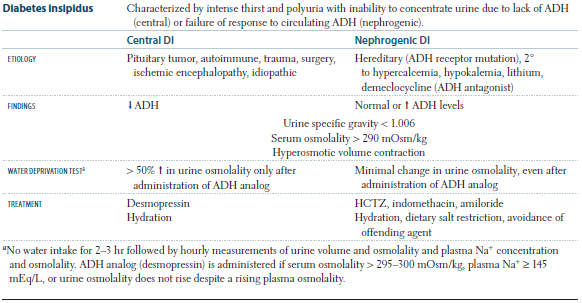 Diabetes insipidus Characterized by intense thirst and polyuria with inability to concentrate urine due to lack of ADH
(central) or failure of response to circulating ADH (nephrogenic).
Central DI Nephrogenic DI
ETIOLOGY Pituitary tumor, autoimmune, trauma, surgery, Hereditary (ADH receptor mutation), 2°
ischemic encephalopathy, idiopathic to hypercalcemia, hypokalemia, lithium,
demeclocycline (ADH antagonist)
FINDINGS ↓ ADH Normal or ↑ ADH levels
Urine specific gravity < 1.006
Serum osmolality > 290 mOsm/kg
Hyperosmotic volume contraction
WATER DEPRIVATION TESTª > 50% ↑ in urine osmolality only after Minimal change in urine osmolality, even after
administration of ADH analog administration of ADH analog
TREATMENT Desmopressin HCTZ, indomethacin, amiloride
Hydration Hydration, dietary salt restriction, avoidance of
offending agent
ªNo water intake for 2–3 hr followed by hourly measurements of urine volume and osmolality and plasma Na⁺ concentration
and osmolality. ADH analog (desmopressin) is administered if serum osmolality > 295–300 mOsm/kg, plasma Na⁺ ≥ 145
mEq/L, or urine osmolality does not rise despite a rising plasma osmolality.